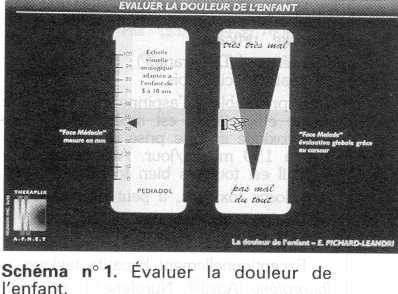 EVALUER LA DOULEUR DE L'ENFANT
Echelle
visuelle
analogique
adaptée à
l'enfant de
5 à 10 ans
100
PEDIADOL
"Face Médecin"
mesure en mm
très très mal
pas mal
du tout
"Face Malade"
évaluation globale grâce
au curseur
THERAPLIX
A.P.N.E.T
La douleur de l'enfant – E. PICHARD-LEANDRI
Schéma n° 1. Évaluer la douleur de
l'enfant.